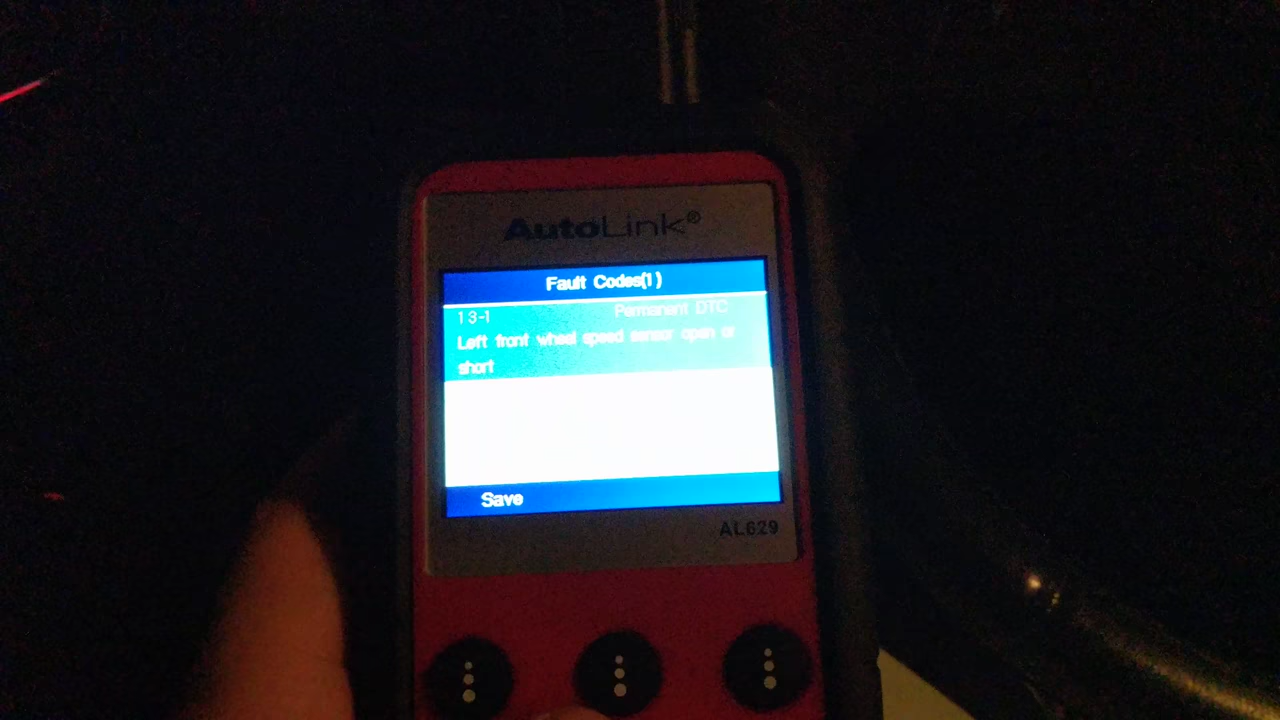 AutoLink®
Fault Codes(1)
13-1 Permanent DTC
Left front wheel speed sensor open or
short
Save
AL629